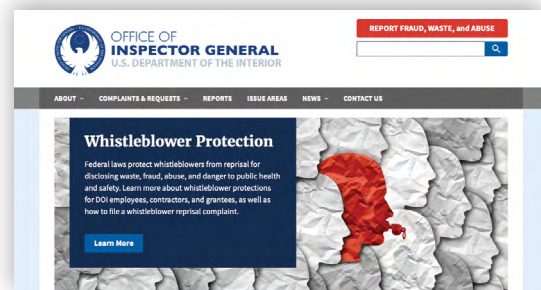 OFFICE OF
INSPECTOR GENERAL
U.S. DEPARTMENT OF THE INTERIOR
REPORT FRAUD, WASTE, and ABUSE
ABOUT
COMPLAINTS & REQUESTS
REPORTS
ISSUE AREAS
NEWS
CONTACT US
Whistleblower Protection
Federal laws protect whistleblowers from reprisal for
disclosing waste, fraud, abuse, and danger to public health
and safety. Learn more about whistleblower protections
for DOI employees, contractors, and grantees, as well as
how to file a whistleblower reprisal complaint.
Learn More